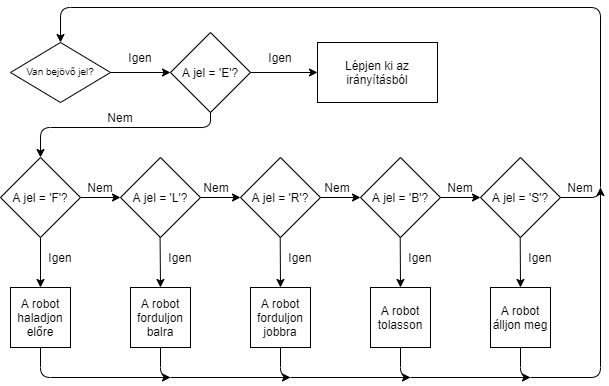 Van bejövő jel?
Igen
A jel = 'E'?
Igen
Lépjen ki az
irányításból
Nem
A jel = 'F'?
Nem
A jel = 'L'?
Nem
A jel = 'R'?
Nem
A jel = 'B'?
Nem
A jel = 'S'?
Nem
Igen
Igen
Igen
Igen
Igen
A robot
haladjon
előre
A robot
forduljon
balra
A robot
forduljon
jobbra
A robot
tolasson
A robot
álljon meg